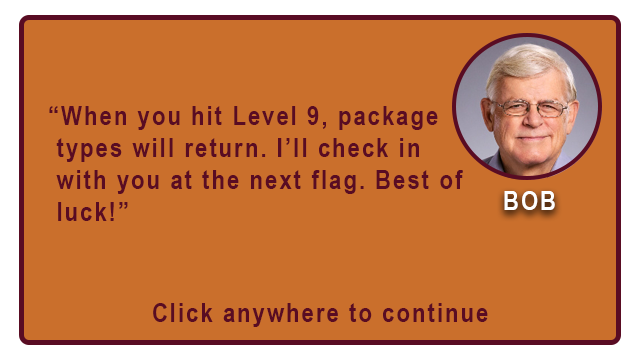 “When you hit Level 9, package
types will return. I’ll check in
with you at the next flag. Best of
luck!”
BOB
Click anywhere to continue